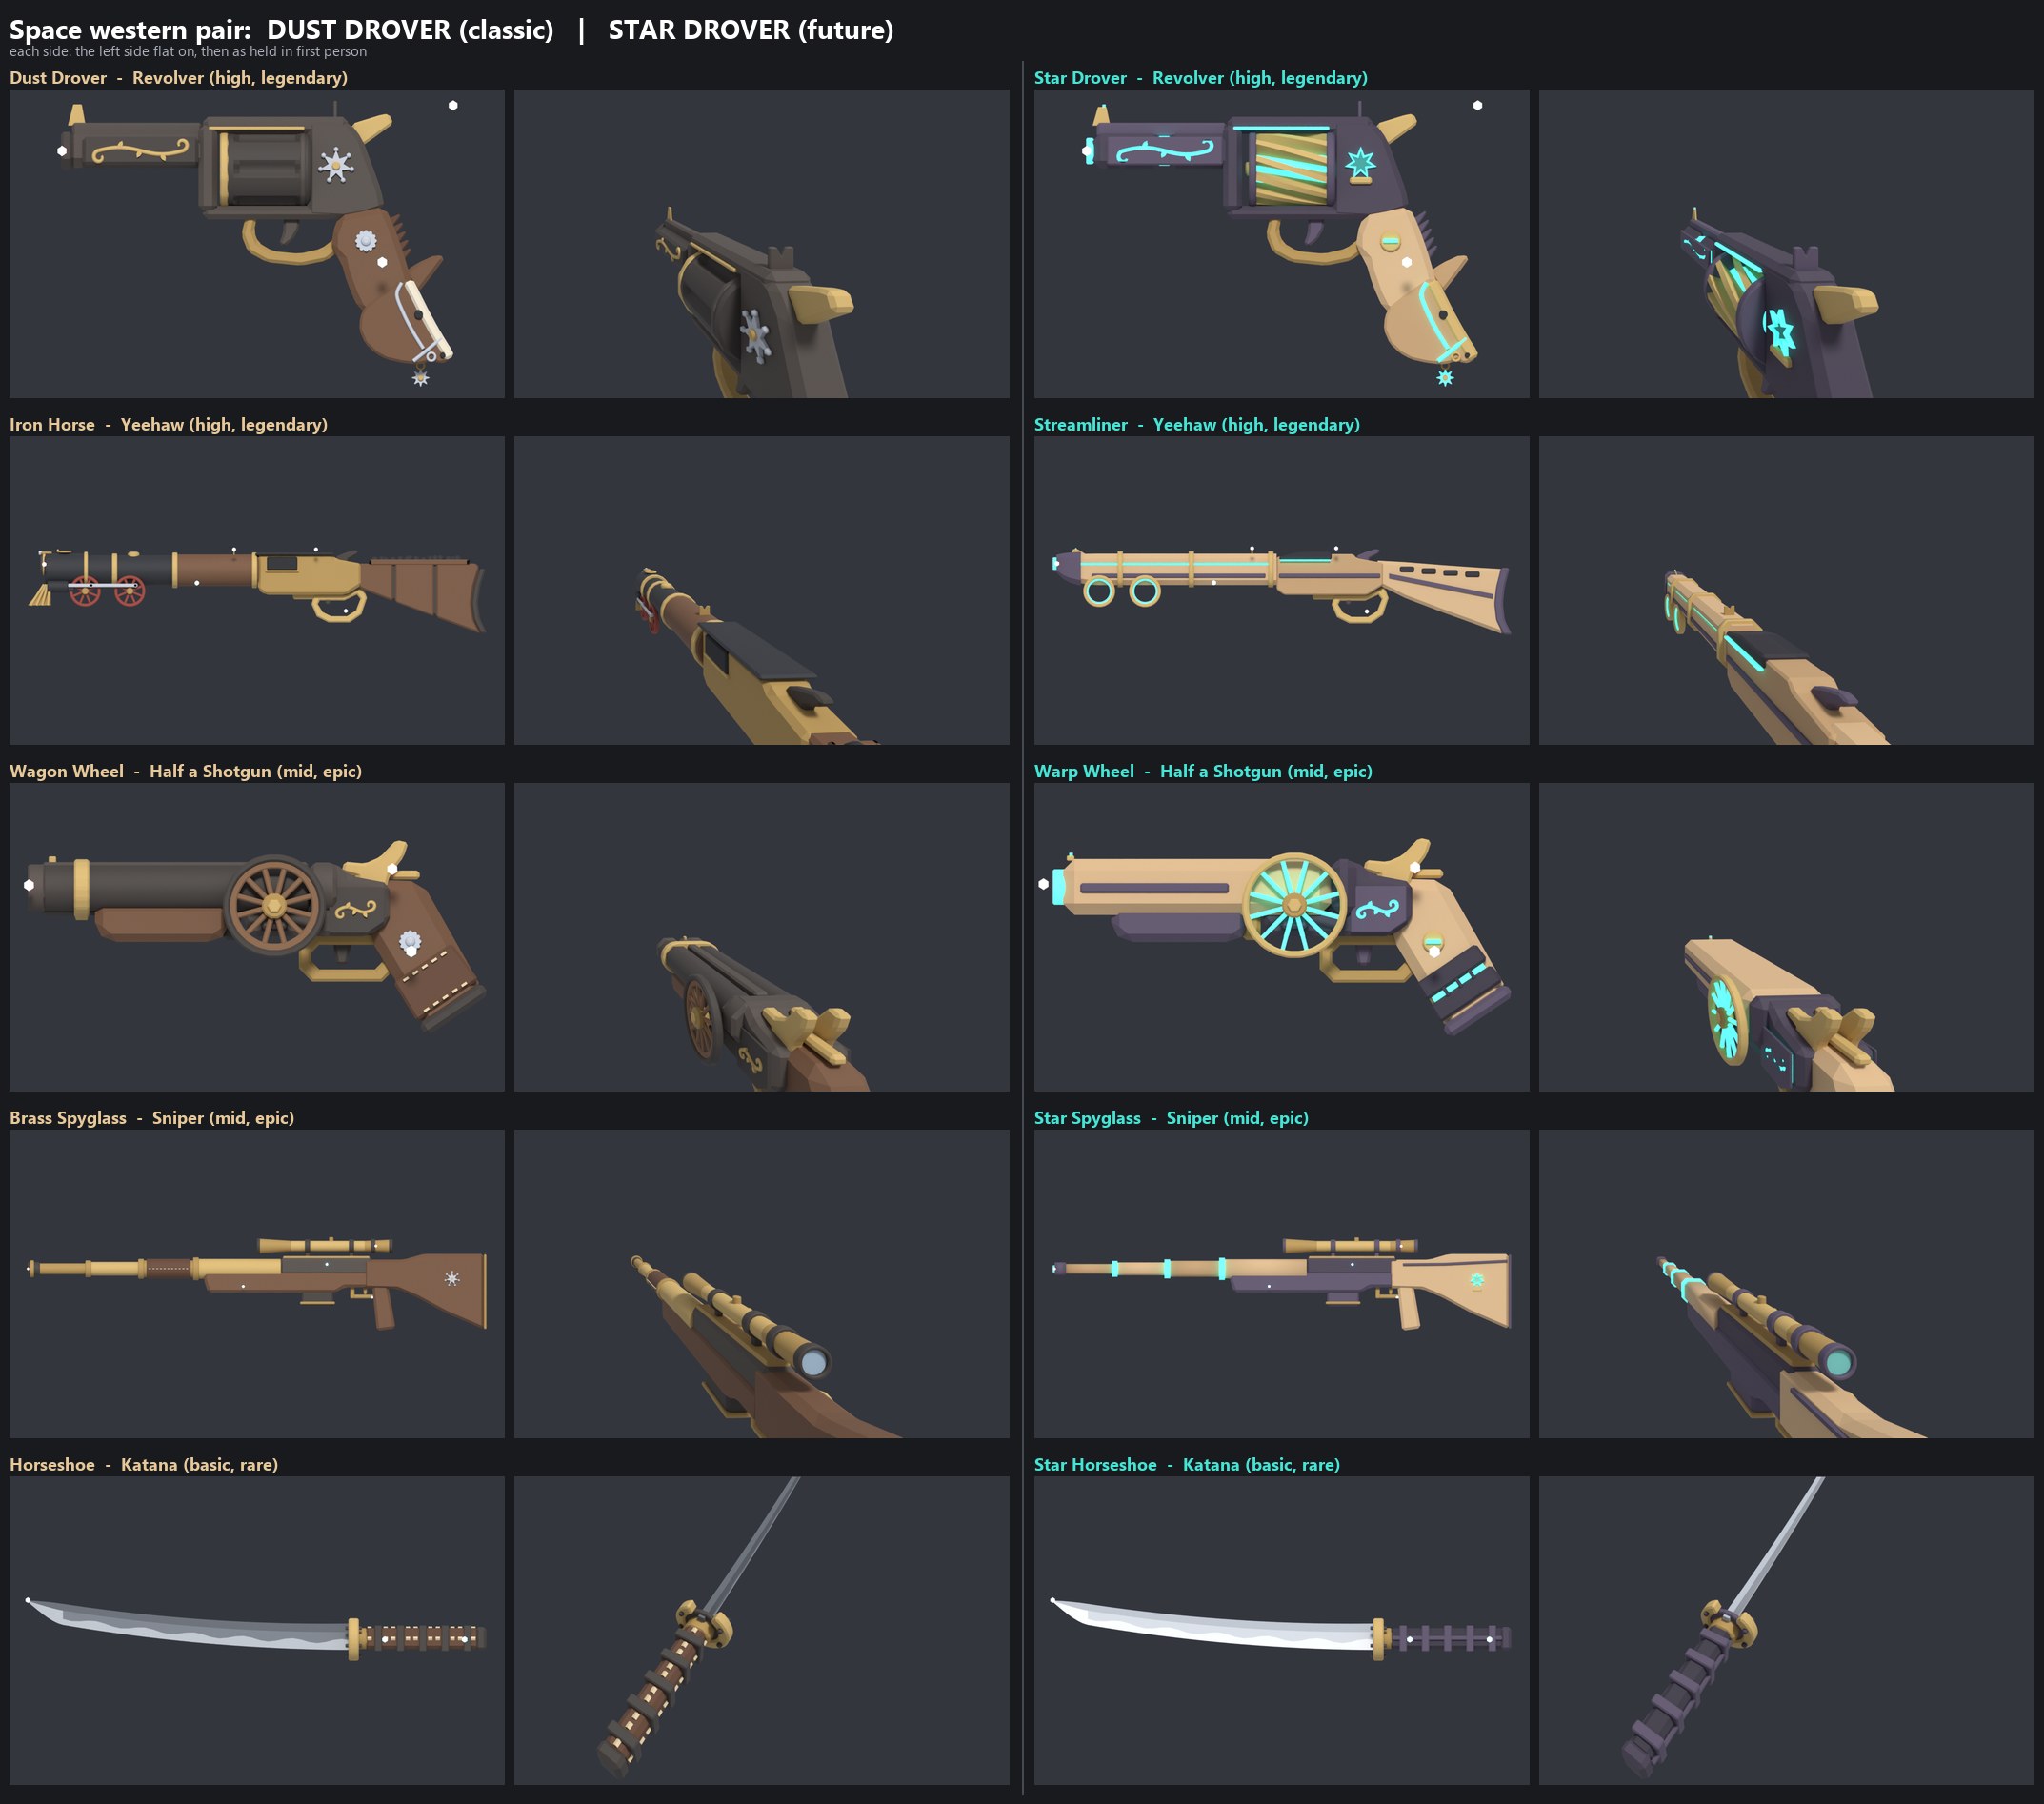 Space western pair:  DUST DROVER (classic)   |   STAR DROVER (future)
each side: the left side flat on, then as held in first person
Dust Drover  -  Revolver (high, legendary)
Star Drover  -  Revolver (high, legendary)
Iron Horse  -  Yeehaw (high, legendary)
Streamliner  -  Yeehaw (high, legendary)
Wagon Wheel  -  Half a Shotgun (mid, epic)
Warp Wheel  -  Half a Shotgun (mid, epic)
Brass Spyglass  -  Sniper (mid, epic)
Star Spyglass  -  Sniper (mid, epic)
Horseshoe  -  Katana (basic, rare)
Star Horseshoe  -  Katana (basic, rare)